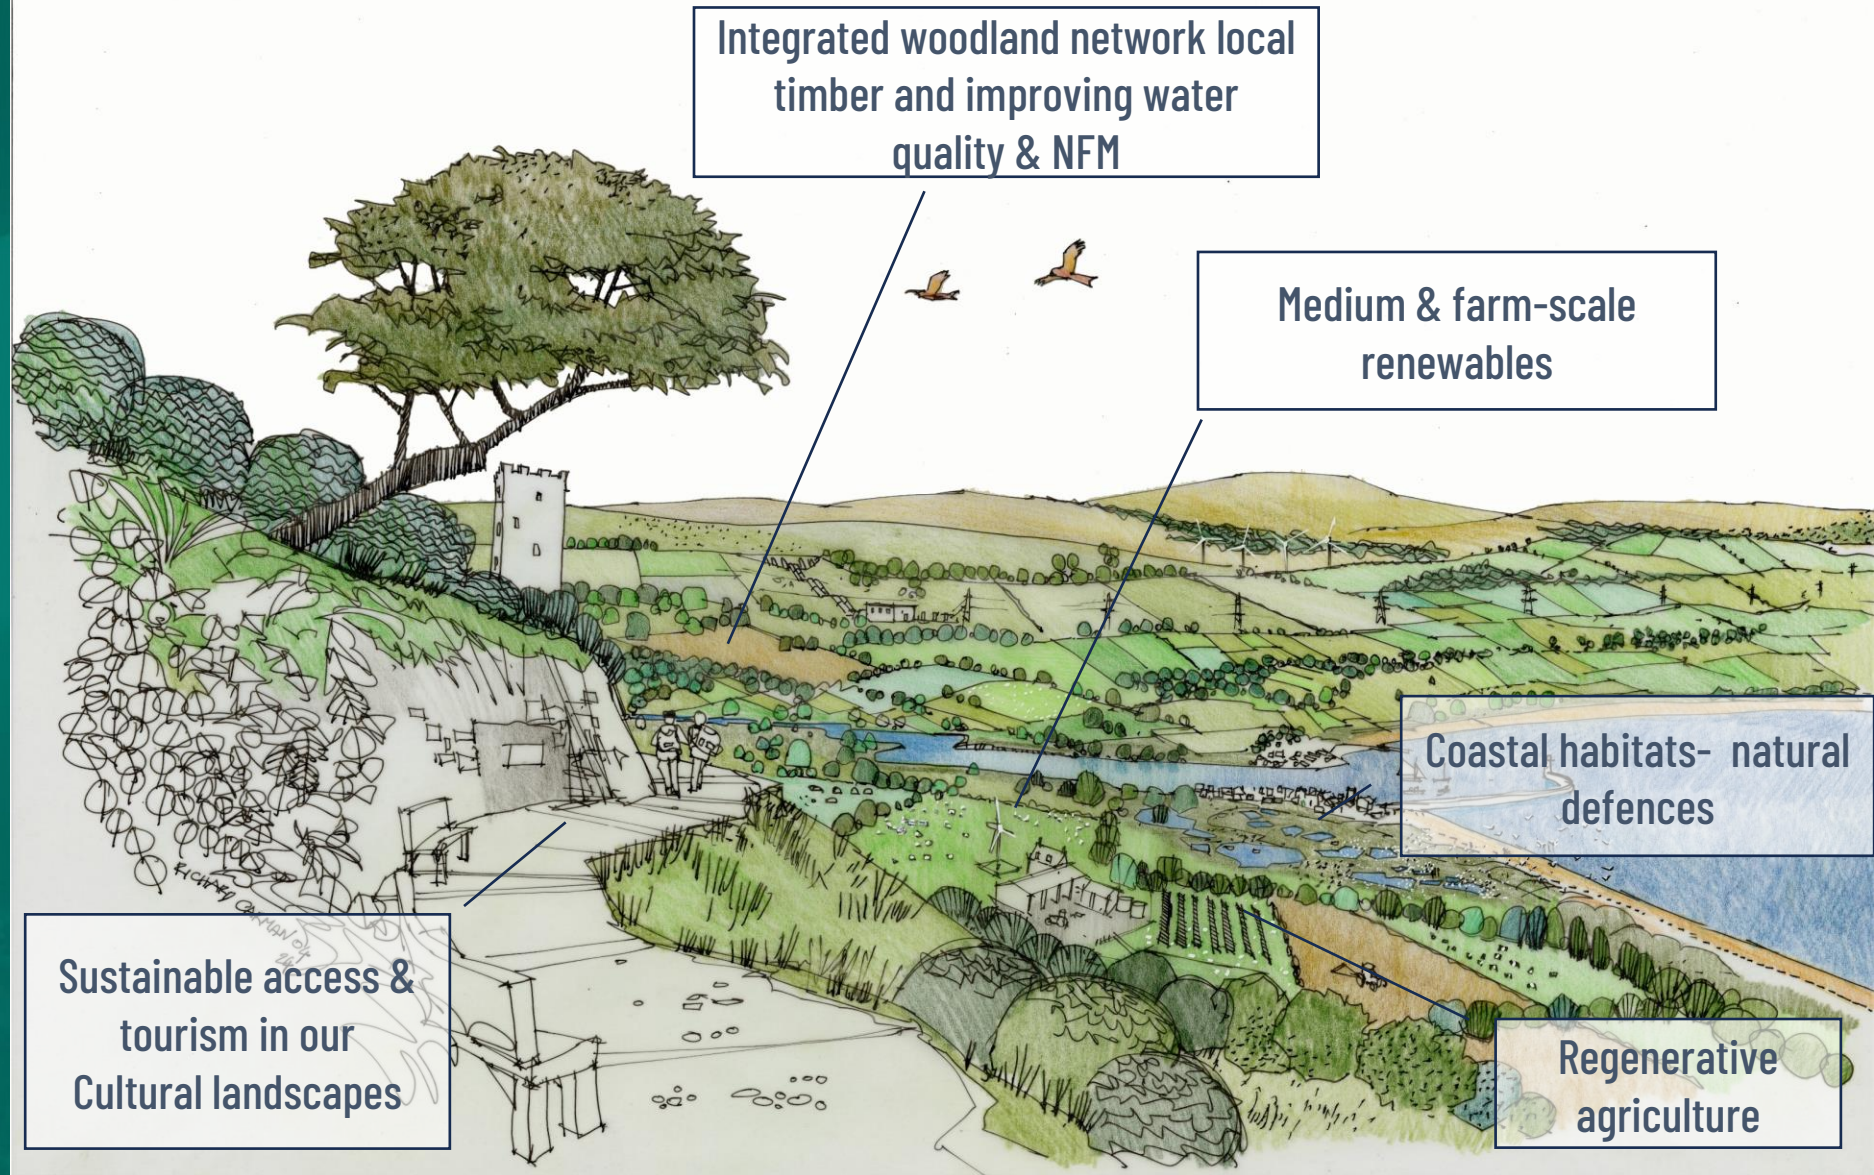 Integrated woodland network local
timber and improving water
quality & NFM
Medium & farm-scale
renewables
Coastal habitats- natural
defences
RICHARD
Sustainable access &
tourism in our
Cultural landscapes
Regenerative
agriculture